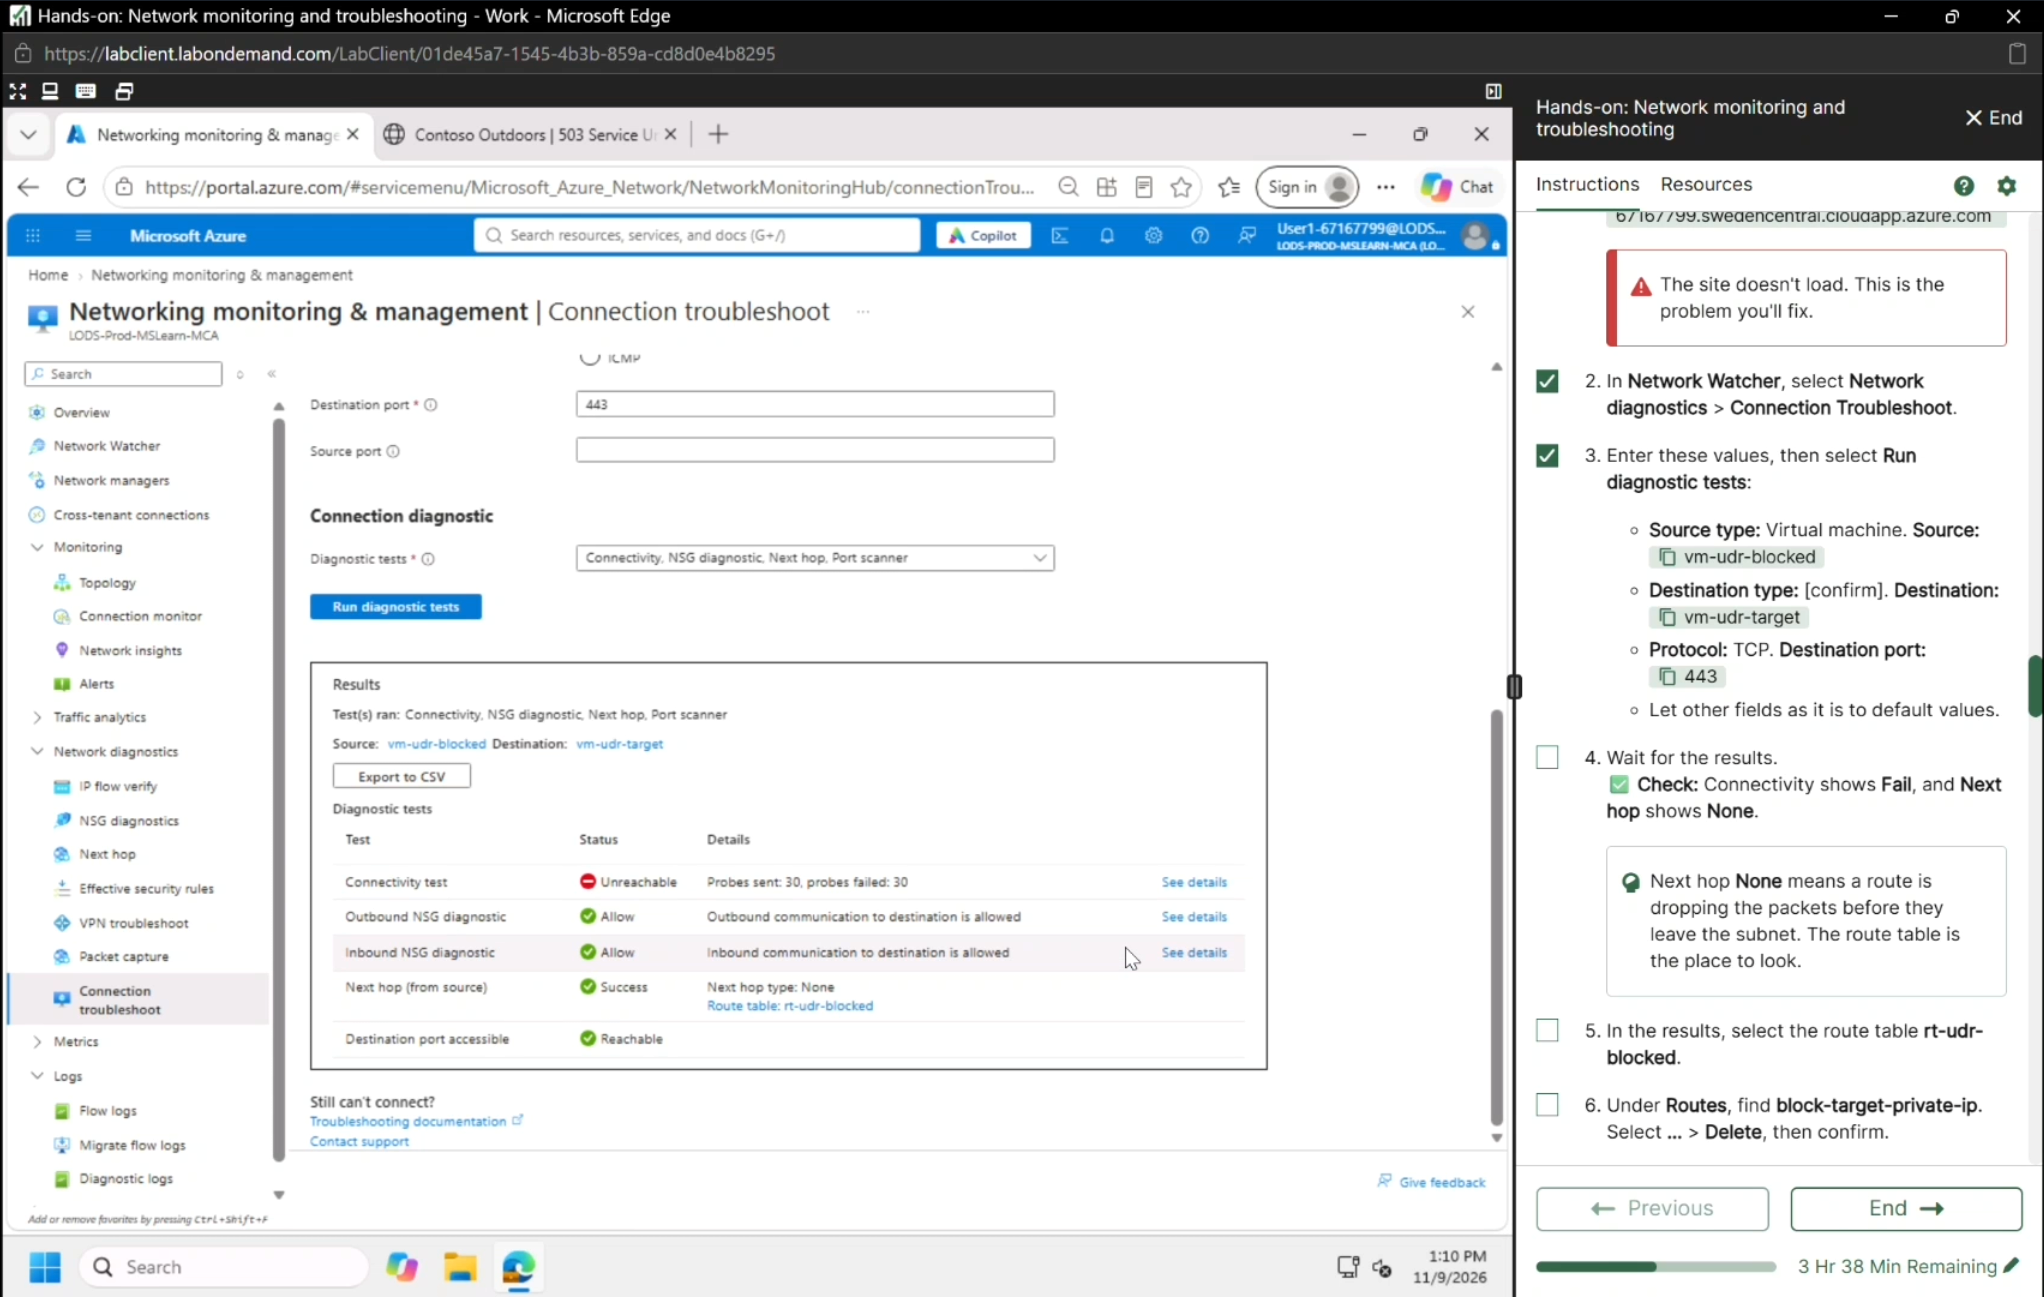 Hands-on: Network monitoring and troubleshooting - Work - Microsoft Edge
https://labclient.labondemand.com/LabClient/01de45a7-1545-4b3b-859a-cd8d0e4b8295
Networking monitoring & manage
Contoso Outdoors | 503 Service U
https://portal.azure.com/#servicemenu/Microsoft_Azure_Network/NetworkMonitoringHub/connectionTrou...
Sign in
Chat
Microsoft Azure
Search resources, services, and docs (G+/)
Copilot
User1-67167799@LODS...
LODS-PROD-MSLEARN-MCA (LO...
Home > Networking monitoring & management
Networking monitoring & management | Connection troubleshoot ...
LODS-Prod-MSLearn-MCA
Search
Overview
Network Watcher
Network managers
Cross-tenant connections
Monitoring
Topology
Connection monitor
Network insights
Alerts
Traffic analytics
Network diagnostics
IP flow verify
NSG diagnostics
Next hop
Effective security rules
VPN troubleshoot
Packet capture
Connection
troubleshoot
Metrics
Logs
Flow logs
Migrate flow logs
Diagnostic logs
Add or remove favorites by pressing Ctrl+Shift+F
ICMP
Destination port *
443
Source port
Connection diagnostic
Diagnostic tests *
Connectivity, NSG diagnostic, Next hop, Port scanner
Run diagnostic tests
Results
Test(s) ran: Connectivity, NSG diagnostic, Next hop, Port scanner
Source: vm-udr-blocked Destination: vm-udr-target
Export to CSV
Diagnostic tests
Test Status Details
Connectivity test Unreachable Probes sent: 30, probes failed: 30 See details
Outbound NSG diagnostic Allow Outbound communication to destination is allowed See details
Inbound NSG diagnostic Allow Inbound communication to destination is allowed See details
Next hop (from source) Success Next hop type: None
Route table: rt-udr-blocked
Destination port accessible Reachable
Still can't connect?
Troubleshooting documentation
Contact support
Give feedback
Search
1:10 PM
11/9/2026
Hands-on: Network monitoring and
troubleshooting
End
Instructions Resources
67167799.swedencentral.cloudapp.azure.com
The site doesn't load. This is the
problem you'll fix.
2. In Network Watcher, select Network
diagnostics > Connection Troubleshoot.
3. Enter these values, then select Run
diagnostic tests:
Source type: Virtual machine. Source:
vm-udr-blocked
Destination type: [confirm]. Destination:
vm-udr-target
Protocol: TCP. Destination port:
443
Let other fields as it is to default values.
4. Wait for the results.
Check: Connectivity shows Fail, and Next
hop shows None.
Next hop None means a route is
dropping the packets before they
leave the subnet. The route table is
the place to look.
5. In the results, select the route table rt-udr-
blocked.
6. Under Routes, find block-target-private-ip.
Select ... > Delete, then confirm.
← Previous
End →
3 Hr 38 Min Remaining